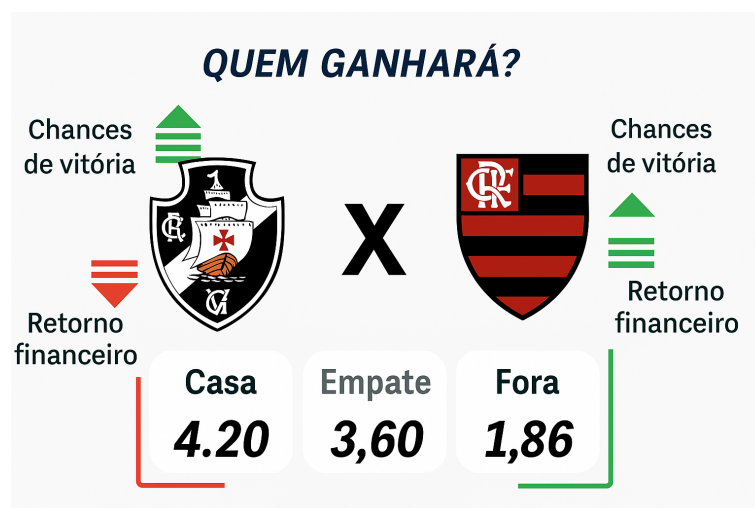 QUEM GANHARÁ?
Chances
de vitória
Chances
de vitória
X
Retorno
financeiro
Retorno
financeiro
Casa
4.20
Empate
3,60
Fora
1,86